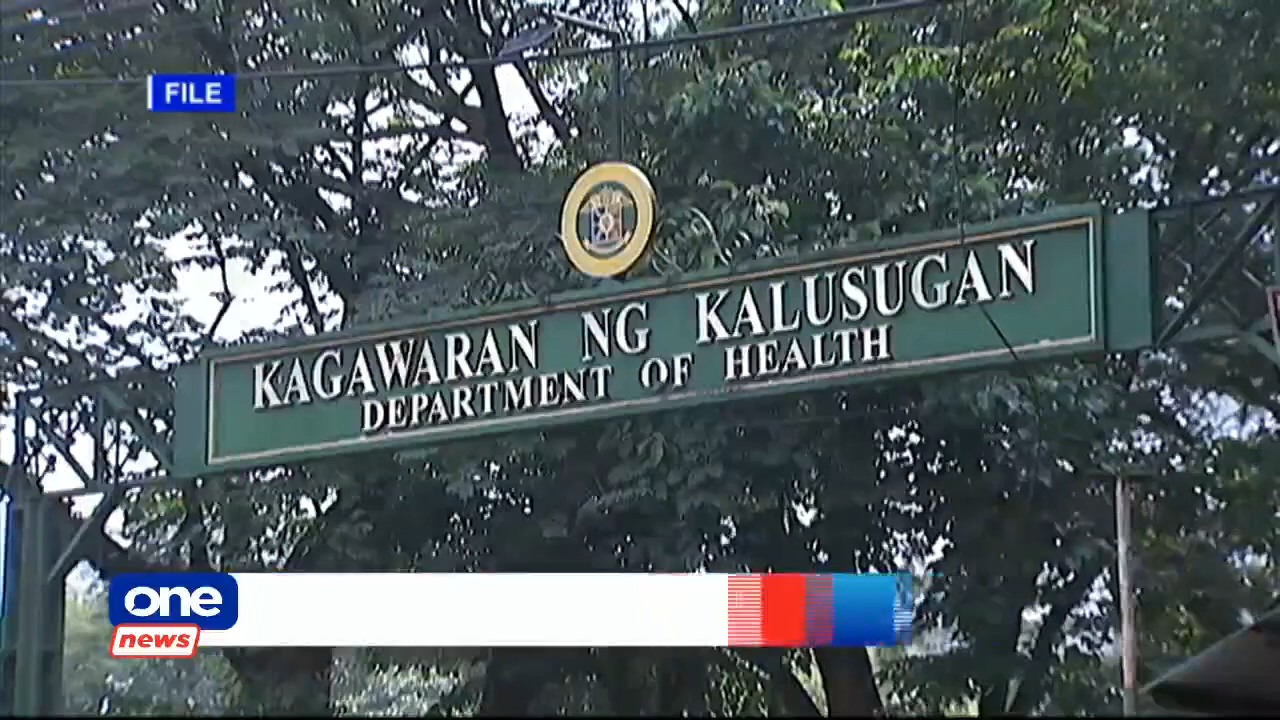 FILE
KAGAWARAN NG KALUSUGAN
DEPARTMENT OF HEALTH
one
news